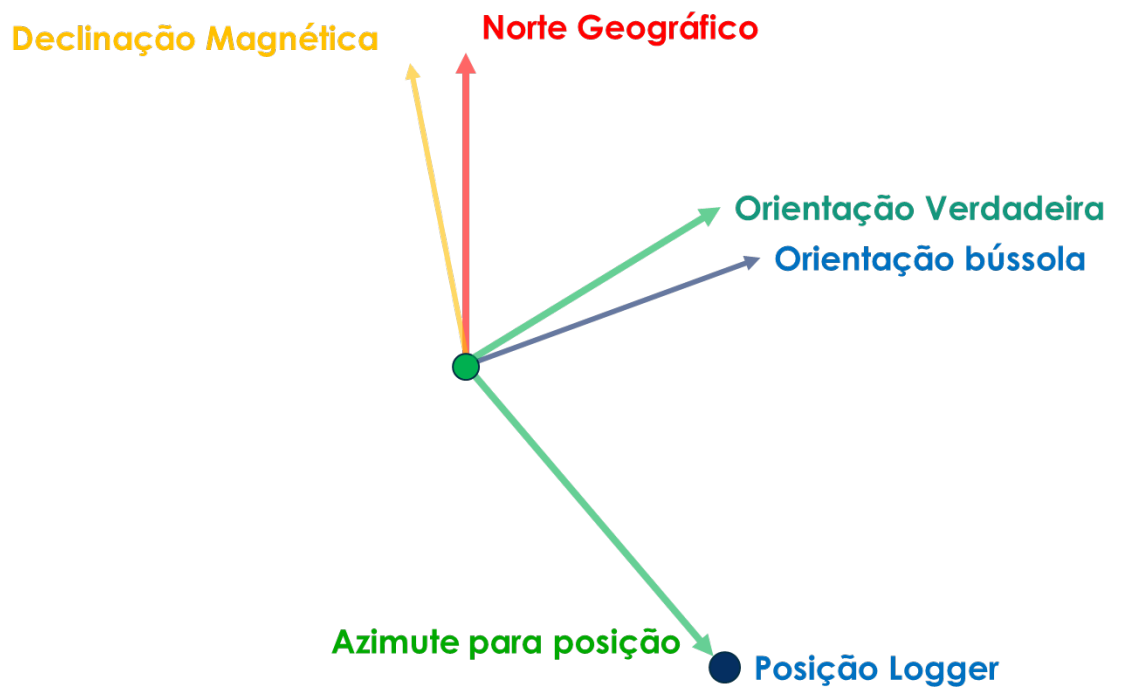 Declinação Magnética
Norte Geográfico
Orientação Verdadeira
Orientação bússola
Azimute para posição
Posição Logger